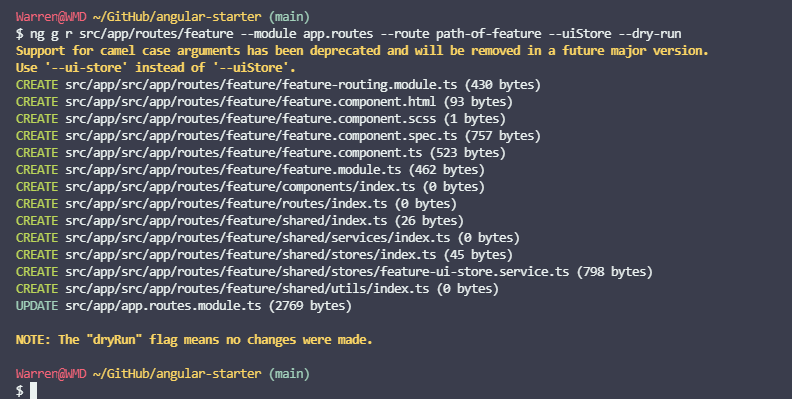 Warren@WMD ~/GitHub/angular-starter (main)
$ ng g r src/app/routes/feature --module app.routes --route path-of-feature --uiStore --dry-run
Support for camel case arguments has been deprecated and will be removed in a future major version.
Use '--ui-store' instead of '--uiStore'.
CREATE src/app/src/app/routes/feature/feature-routing.module.ts (430 bytes)
CREATE src/app/src/app/routes/feature/feature.component.html (93 bytes)
CREATE src/app/src/app/routes/feature/feature.component.scss (1 bytes)
CREATE src/app/src/app/routes/feature/feature.component.spec.ts (757 bytes)
CREATE src/app/src/app/routes/feature/feature.component.ts (523 bytes)
CREATE src/app/src/app/routes/feature/feature.module.ts (462 bytes)
CREATE src/app/src/app/routes/feature/components/index.ts (0 bytes)
CREATE src/app/src/app/routes/feature/routes/index.ts (0 bytes)
CREATE src/app/src/app/routes/feature/shared/index.ts (26 bytes)
CREATE src/app/src/app/routes/feature/shared/services/index.ts (0 bytes)
CREATE src/app/src/app/routes/feature/shared/stores/index.ts (45 bytes)
CREATE src/app/src/app/routes/feature/shared/stores/feature-ui-store.service.ts (798 bytes)
CREATE src/app/src/app/routes/feature/shared/utils/index.ts (0 bytes)
UPDATE src/app/app.routes.module.ts (2769 bytes)
NOTE: The "dryRun" flag means no changes were made.
Warren@WMD ~/GitHub/angular-starter (main)
$